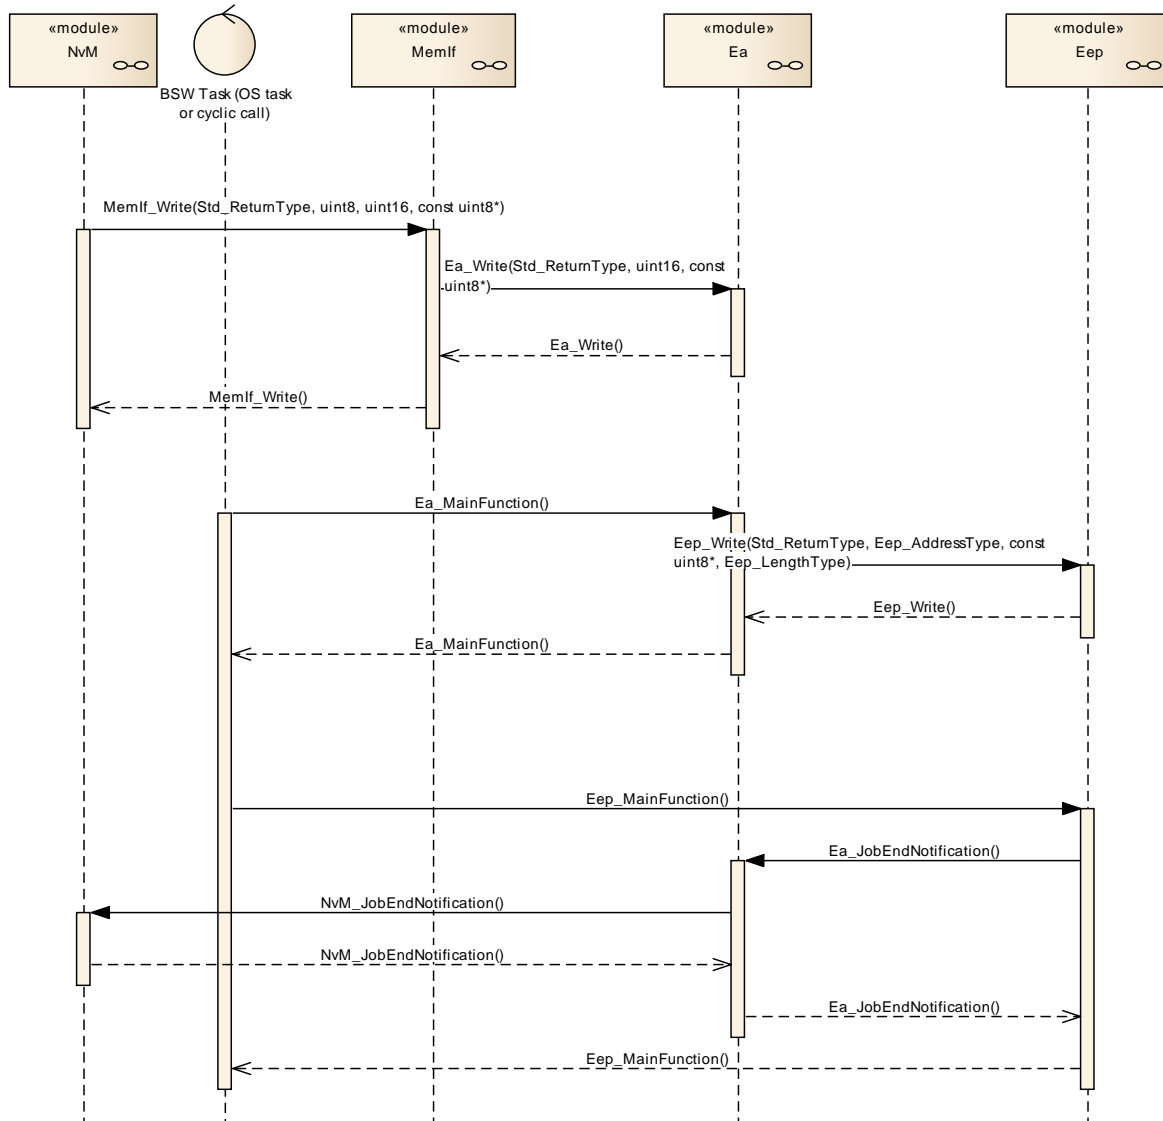 «module»
NvM
BSW Task (OS task
or cyclic call)
«module»
MemIf
«module»
Ea
«module»
Eep
MemIf_Write(Std_ReturnType, uint8, uint16, const uint8*)
Ea_Write(Std_ReturnType, uint16, const
uint8*)
Ea_Write()
MemIf_Write()
Ea_MainFunction()
Eep_Write(Std_ReturnType, Eep_AddressType, const
uint8*, Eep_LengthType)
Eep_Write()
Ea_MainFunction()
Eep_MainFunction()
Ea_JobEndNotification()
NvM_JobEndNotification()
NvM_JobEndNotification()
Ea_JobEndNotification()
Eep_MainFunction()